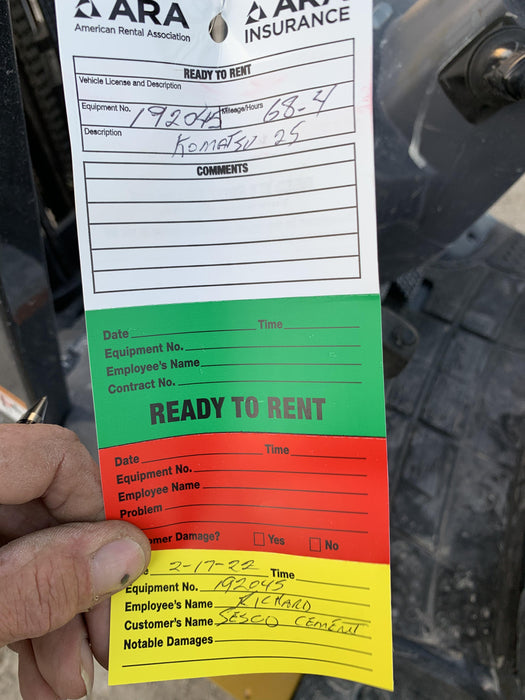 ARA
American Rental Association
ARA
INSURANCE
READY TO RENT
Vehicle License and Description
Equipment No. 192045 Mileage/Hours 68.4
Description Komatsu 25
COMMENTS
Date Time
Equipment No.
Employee's Name
Contract No.
READY TO RENT
Date Time
Equipment No.
Employee Name
Problem
omer Damage? Yes No
2-17-22 Time
Equipment No. 192045
Employee's Name Richard
Customer's Name Sesco Cement
Notable Damages